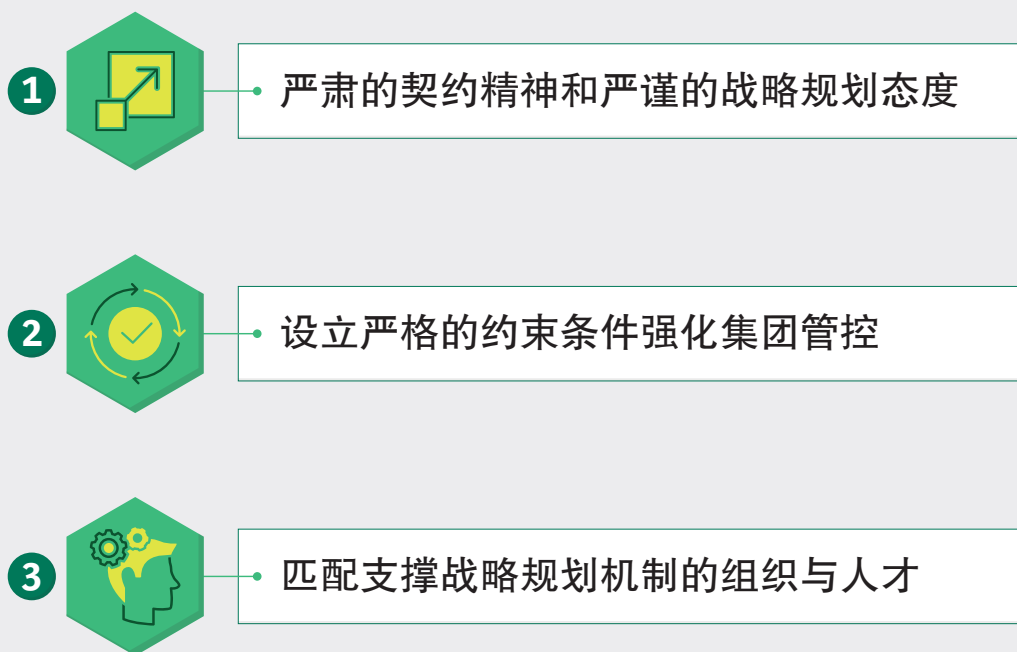 1 严肃的契约精神和严谨的战略规划态度
2 设立严格的约束条件强化集团管控
3 匹配支撑战略规划机制的组织与人才